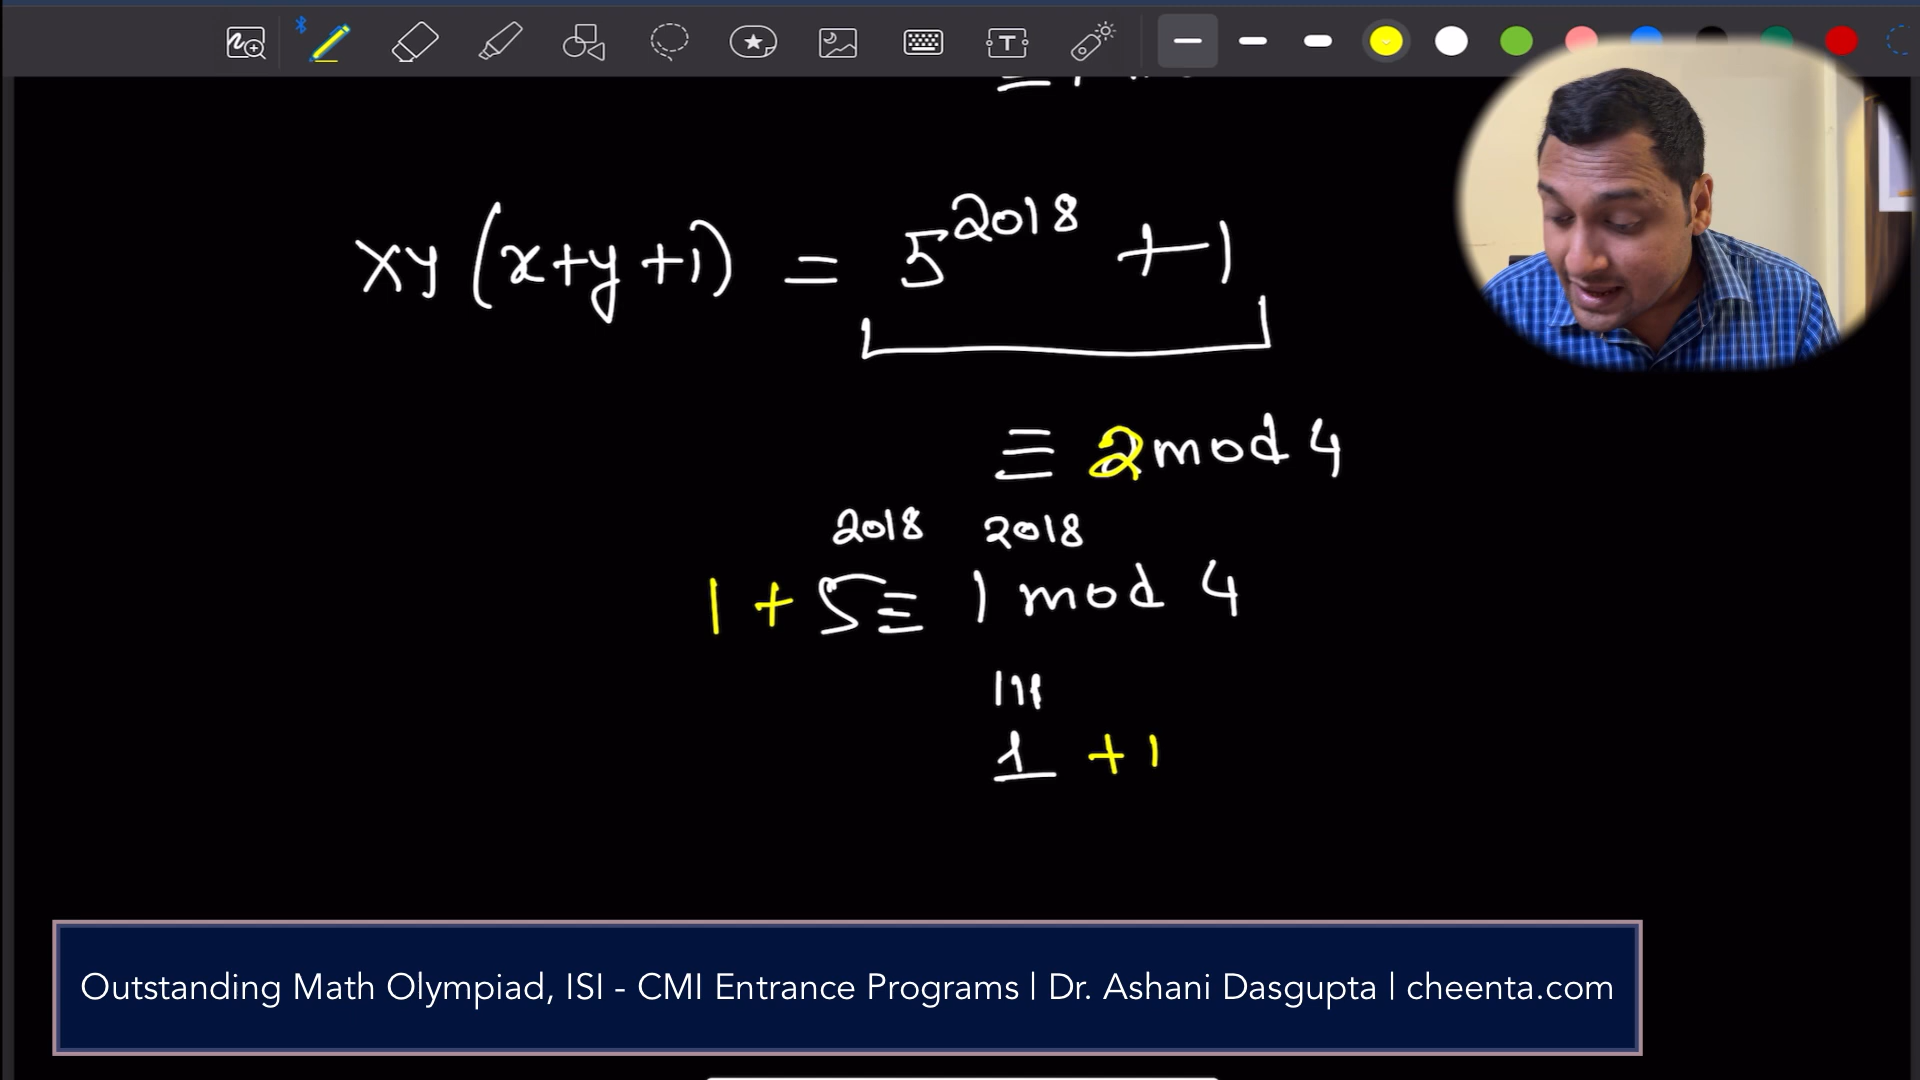 xy (x+y+1) = 5^2018 +1
≡ 2 mod 4
2018 2018
1 + 5 ≡ 1 mod 4
1 + 1
Outstanding Math Olympiad, ISI - CMI Entrance Programs | Dr. Ashani Dasgupta | cheenta.com